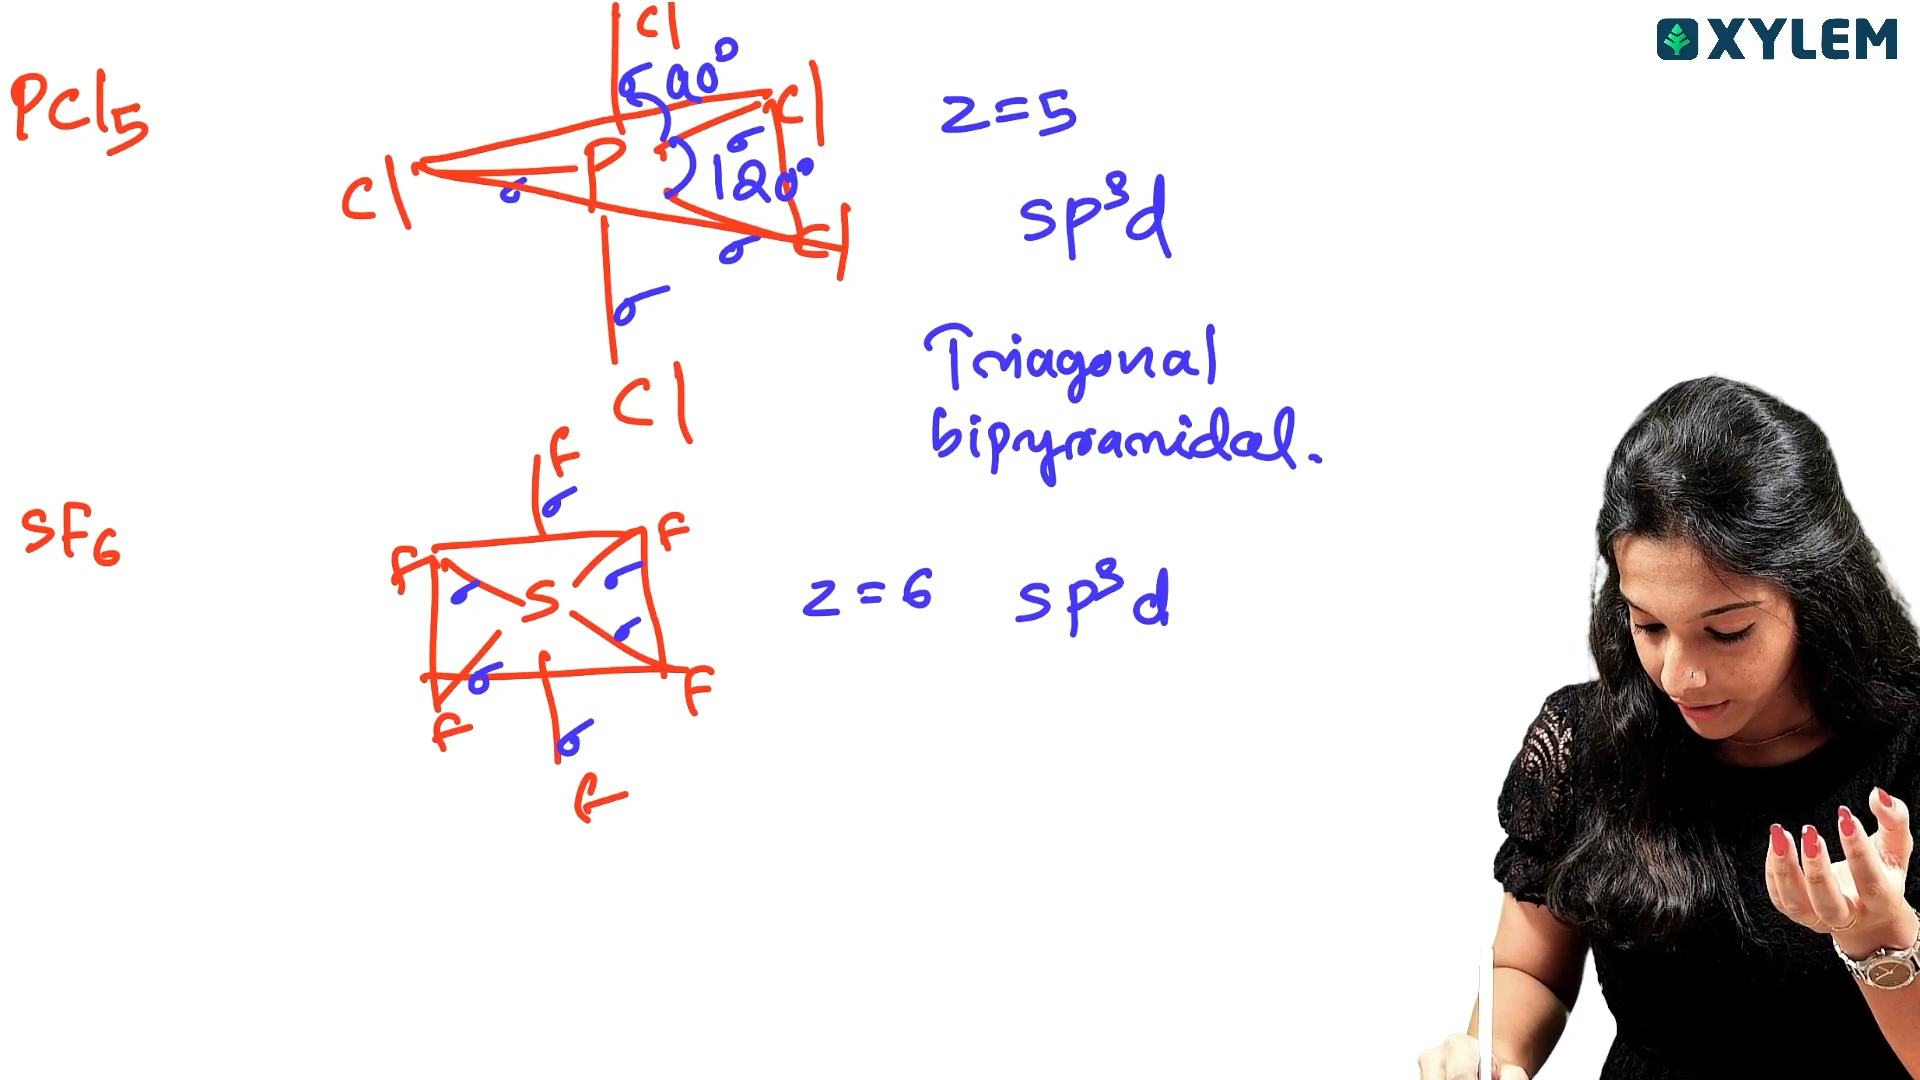 XYLEM
PCl5
Cl
σ 90°
Cl
Cl
P
σ
120°
σ
σ
Cl
σ
Cl
z=5
sp³d
Triagonal
bipyramidal.
SF6
F
σ
F
F
σ
S
σ
σ
σ
F
F
σ
F
z=6 sp³d